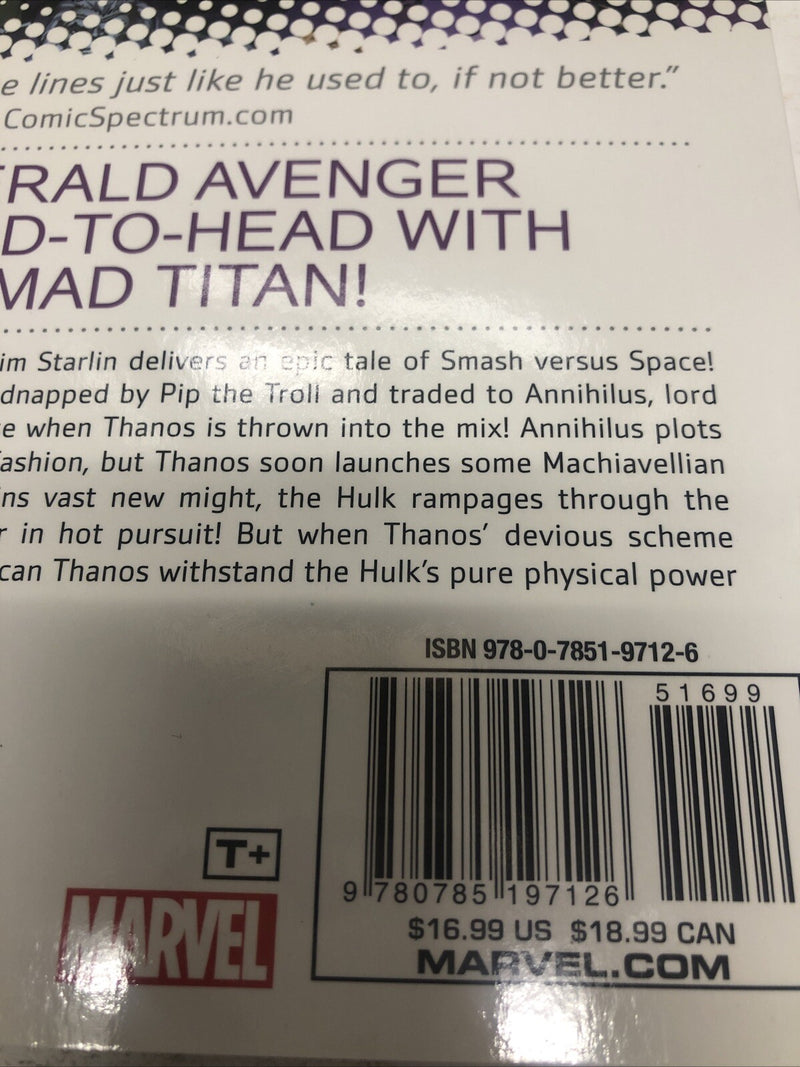 e lines just like he used to, if not better.”
ComicSpectrum.com
RALD AVENGER
D-TO-HEAD WITH
MAD TITAN!
im Starlin delivers an epic tale of Smash versus Space!
dnapped by Pip the Troll and traded to Annihilus, lord
e when Thanos is thrown into the mix! Annihilus plots
fashion, but Thanos soon launches some Machiavellian
ins vast new might, the Hulk rampages through the
r in hot pursuit! But when Thanos’ devious scheme
can Thanos withstand the Hulk’s pure physical power
ISBN 978-0-7851-9712-6
51699
9 780785 197126
$16.99 US $18.99 CAN
MARVEL.COM
T+
MARVEL